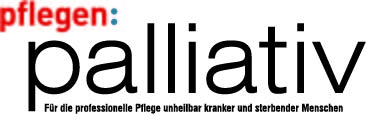 pflegen:
palliativ
Für die professionelle Pflege unheilbar kranker und sterbender Menschen